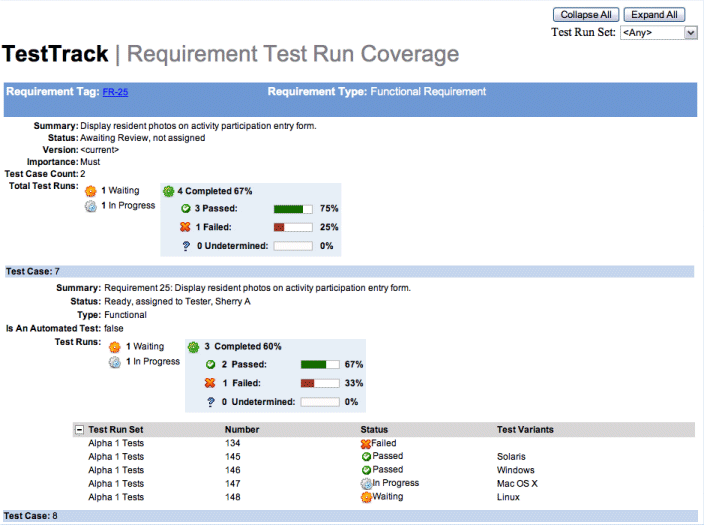 Collapse All Expand All
Test Run Set: <Any>
TestTrack | Requirement Test Run Coverage
Requirement Tag: FR-25 Requirement Type: Functional Requirement
Summary: Display resident photos on activity participation entry form.
Status: Awaiting Review, not assigned
Version: <current>
Importance: Must
Test Case Count: 2
Total Test Runs: 1 Waiting 4 Completed 67%
1 In Progress 3 Passed: 75%
1 Failed: 25%
? 0 Undetermined: 0%
Test Case: 7
Summary: Requirement 25: Display resident photos on activity participation entry form.
Status: Ready, assigned to Tester, Sherry A
Type: Functional
Is An Automated Test: false
Test Runs: 1 Waiting 3 Completed 60%
1 In Progress 2 Passed: 67%
1 Failed: 33%
? 0 Undetermined: 0%
Test Run Set Number Status Test Variants
Alpha 1 Tests 134 Failed
Alpha 1 Tests 145 Passed Solaris
Alpha 1 Tests 146 Passed Windows
Alpha 1 Tests 147 In Progress Mac OS X
Alpha 1 Tests 148 Waiting Linux
Test Case: 8